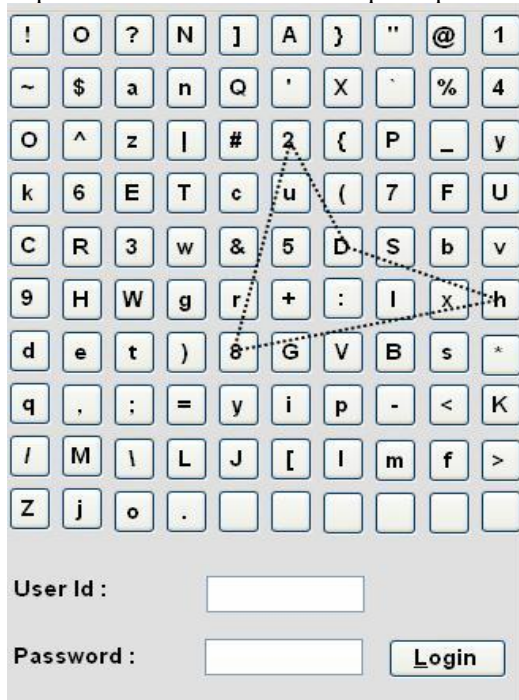 ! O ? N ] A } " @ 1
~ $ a n Q ' X ` % 4
O ^ z | # 2 { P _ y
k 6 E T c u ( 7 F U
C R 3 w & 5 D S b v
9 H W g r + : l x h
d e t ) 8 G V B s *
q , ; = y i p - < K
/ M \ L J [ I m f >
Z j o .
User Id :
Password :
Login